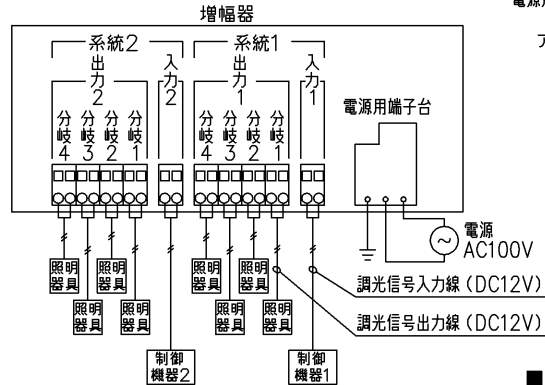 電源用
ア
増幅器
系統2
系統1
出力2
入力2
出力1
入力1
分岐4
分岐3
分岐2
分岐1
分岐4
分岐3
分岐2
分岐1
電源用端子台
電源
AC100V
照明器具
照明器具
照明器具
照明器具
照明器具
照明器具
照明器具
照明器具
調光信号入力線(DC12V)
調光信号出力線(DC12V)
制御機器2
制御機器1